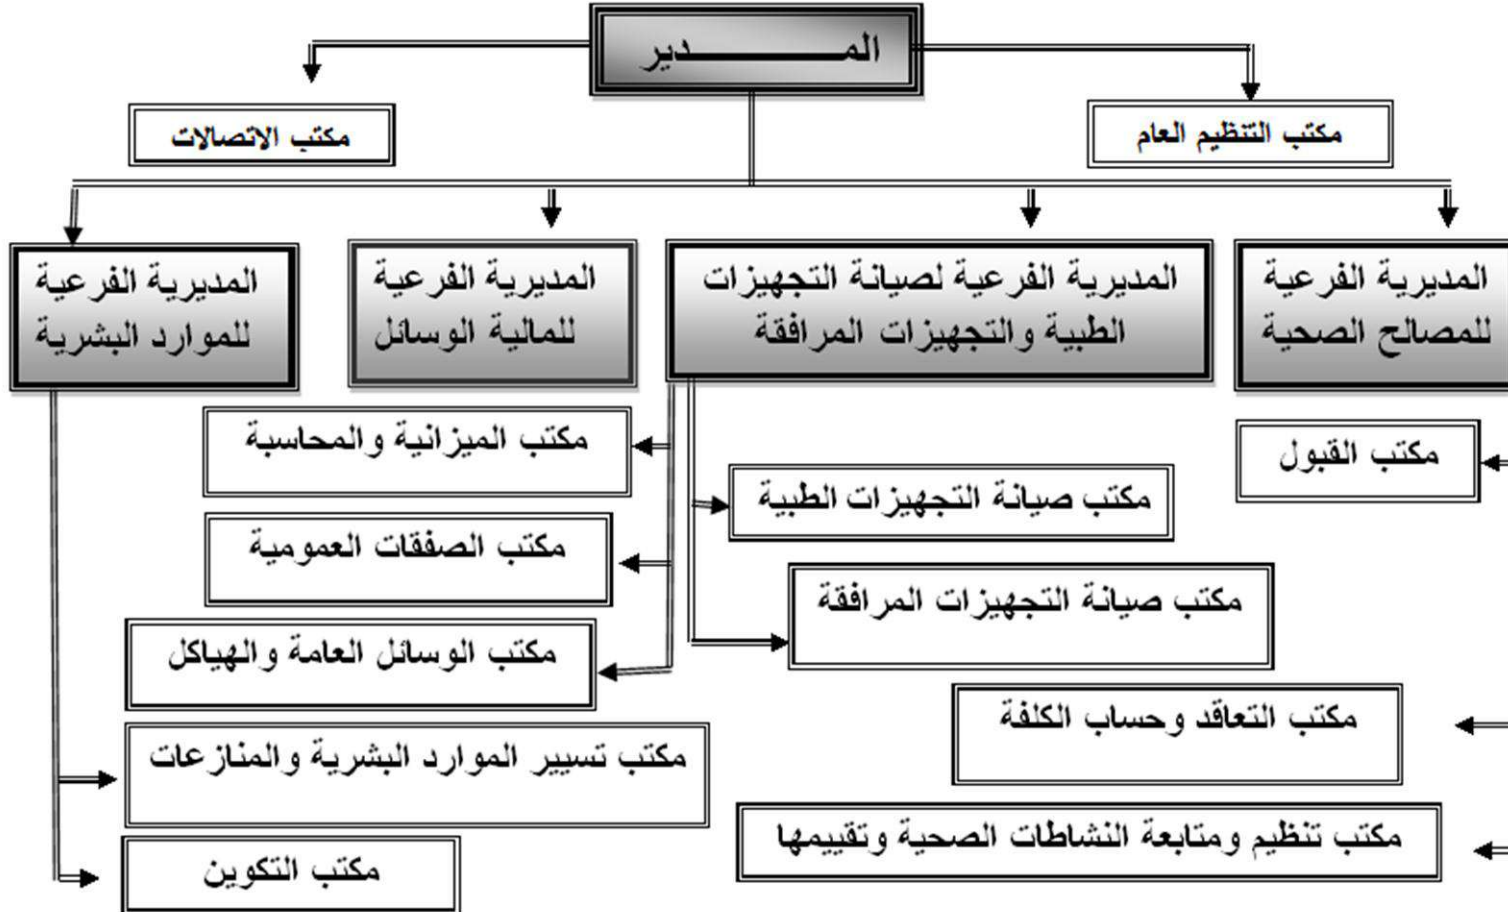 المـــــــــدير
مكتب التنظيم العام
مكتب الاتصالات
المديرية الفرعية
للمصالح الصحية
المديرية الفرعية لصيانة التجهيزات
الطبية والتجهيزات المرافقة
المديرية الفرعية
للمالية الوسائل
المديرية الفرعية
للموارد البشرية
مكتب القبول
مكتب الميزانية والمحاسبة
مكتب صيانة التجهيزات الطبية
مكتب الصفقات العمومية
مكتب صيانة التجهيزات المرافقة
مكتب الوسائل العامة والهياكل
مكتب التعاقد وحساب الكلفة
مكتب تسيير الموارد البشرية والمنازعات
مكتب تنظيم ومتابعة النشاطات الصحية وتقييمها
مكتب التكوين